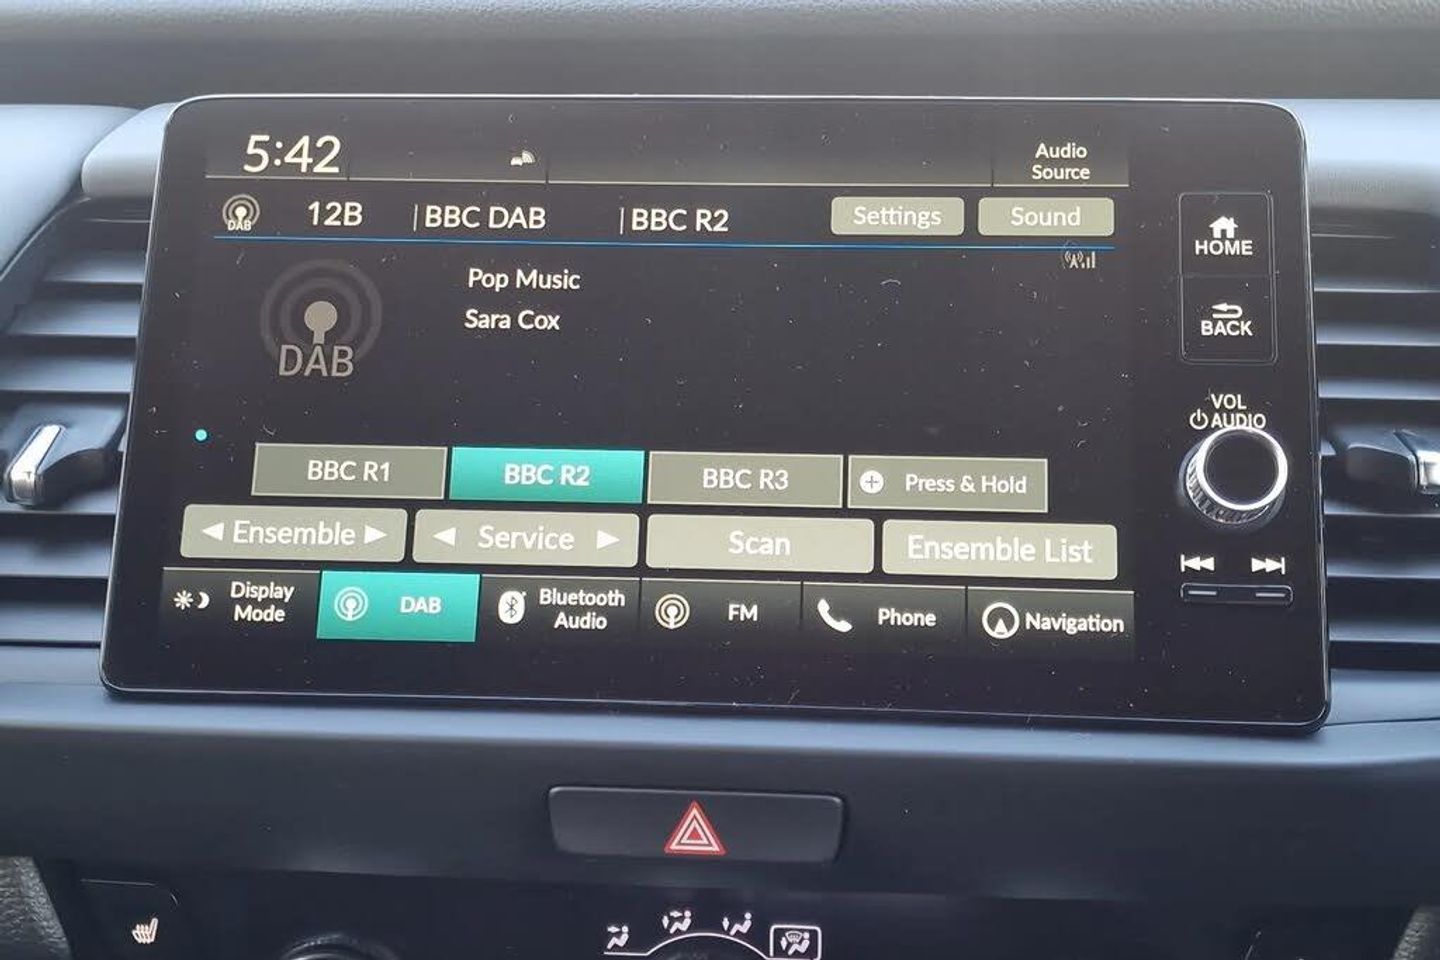 5:42
Audio
Source
DAB
12B
BBC DAB
BBC R2
Settings
Sound
HOME
Pop Music
Sara Cox
DAB
BACK
VOL
AUDIO
BBC R1
BBC R2
BBC R3
Press & Hold
Ensemble
Service
Scan
Ensemble List
Display
Mode
DAB
Bluetooth
Audio
FM
Phone
Navigation